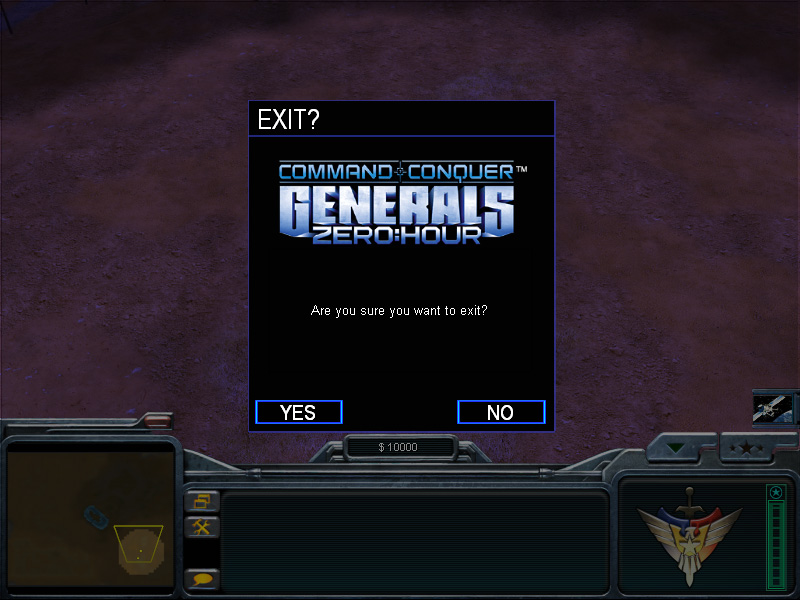 EXIT?
COMMAND CONQUER™
GENERALS
ZERO:HOUR
Are you sure you want to exit?
YES
NO
$ 10000